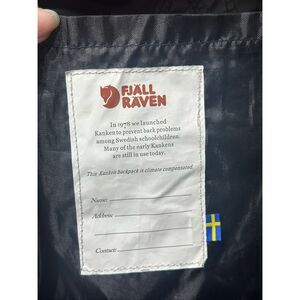 FJÄLL
RÄVEN
In 1978 we launched
Kånken to prevent back problems
among Swedish schoolchildren.
Many of the early Kånkens
are still in use today.
This Kånken backpack is climate compensated.
Name:
Address:
Contact: